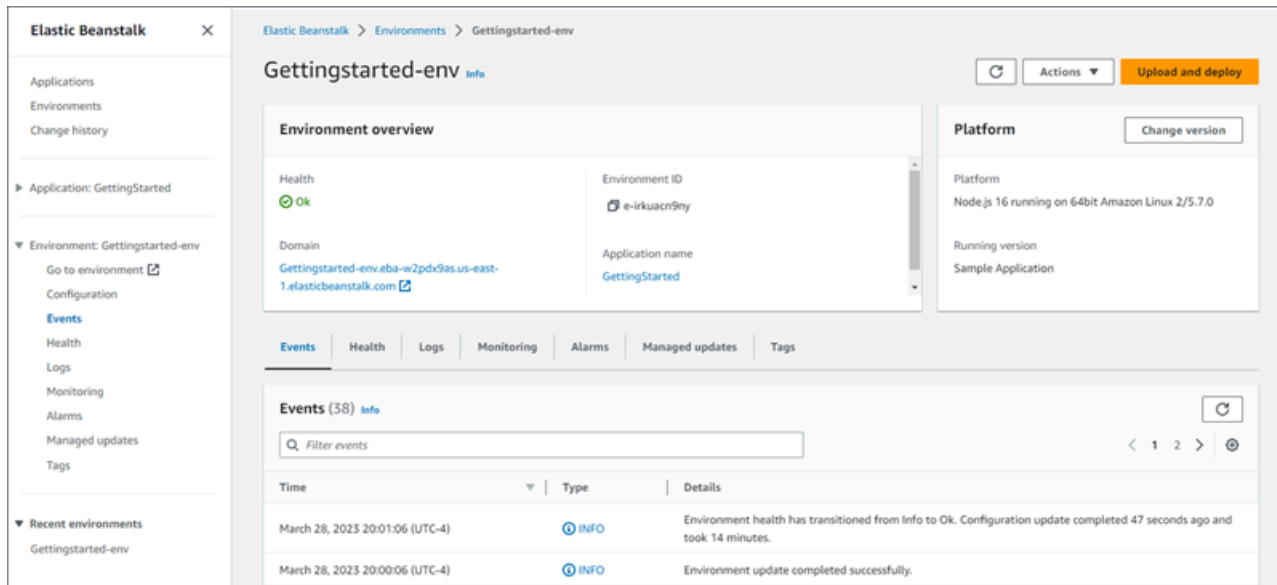 Elastic Beanstalk
Applications
Environments
Change history
Application: GettingStarted
Environment: Gettingstarted-env
Go to environment
Configuration
Events
Health
Logs
Monitoring
Alarms
Managed updates
Tags
Recent environments
Gettingstarted-env
Elastic Beanstalk > Environments > Gettingstarted-env
Gettingstarted-env Info
Actions
Upload and deploy
Environment overview
Health
Ok
Domain
Gettingstarted-env.eba-w2pdx9as.us-east-
1.elasticbeanstalk.com
Environment ID
e-irkuacn9ny
Application name
GettingStarted
Platform
Change version
Platform
Node.js 16 running on 64bit Amazon Linux 2/5.7.0
Running version
Sample Application
Events Health Logs Monitoring Alarms Managed updates Tags
Events (38) Info
Filter events
1 2
Time Type Details
March 28, 2023 20:01:06 (UTC-4) INFO Environment health has transitioned from Info to Ok. Configuration update completed 47 seconds ago and
took 14 minutes.
March 28, 2023 20:00:06 (UTC-4) INFO Environment update completed successfully.